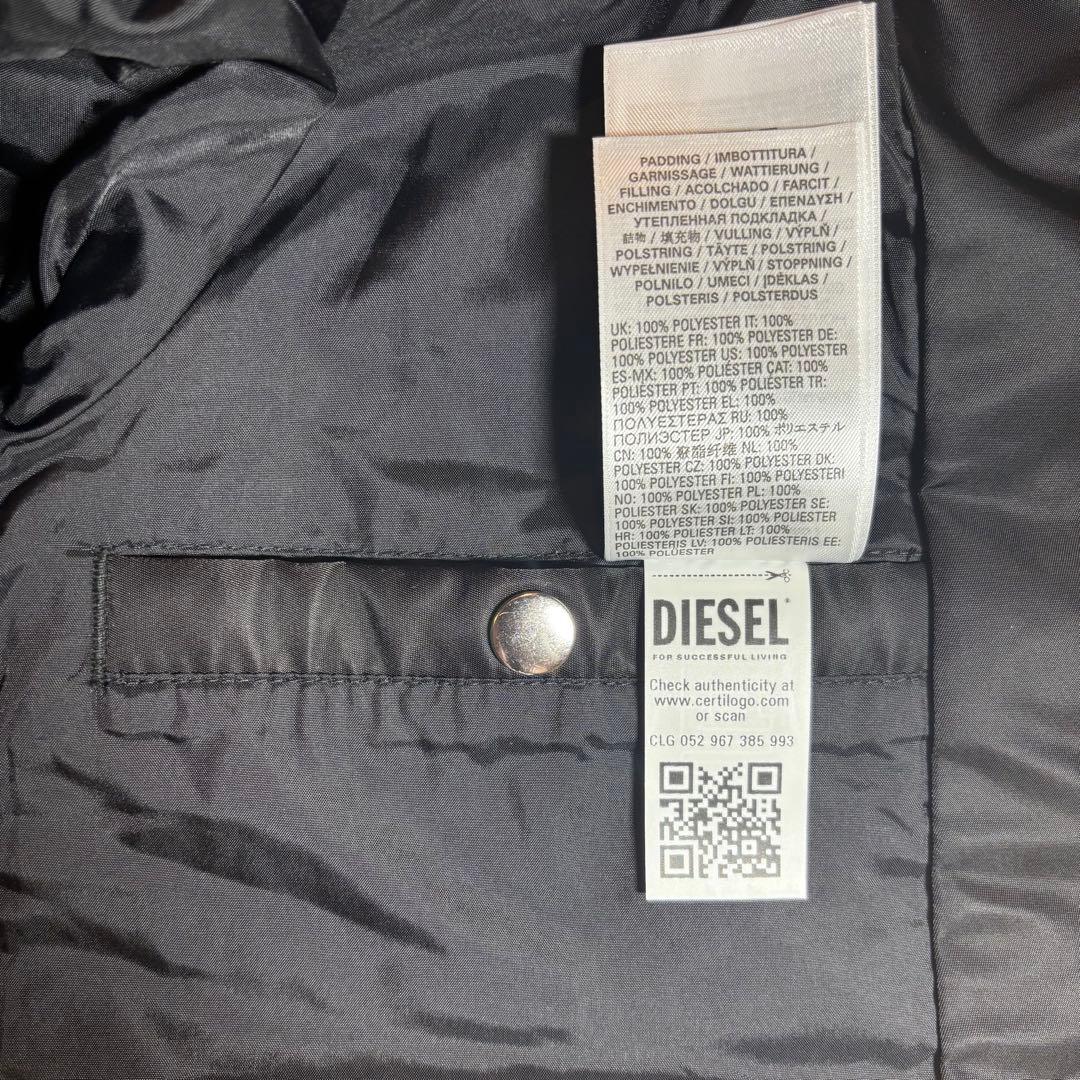 PADDING / IMBOTTITURA /
GARNISSAGE / WATTIERUNG /
FILLING / ACOLCHADO / FARCIT /
ENCHIMENTO / DOLGU / ΕΠΕΝΔΥΣΗ /
УТЕПЛЕННАЯ ПОДКЛАДКА /
詰物 / 填充物 / VULLING / VÝPLŇ /
POLSTRING / TÄYTE / POLSTRING /
WYPEŁNIENIE / VÝPLŇ / STOPPNING /
POLNILO / UMECI / ĮDĖKLAS /
POLSTERIS / POLSTERDUS
UK: 100% POLYESTER IT: 100%
POLIESTERE FR: 100% POLYESTER DE:
100% POLYESTER US: 100% POLYESTER
ES-MX: 100% POLIÉSTER CAT: 100%
POLIÈSTER PT: 100% POLIÉSTER TR:
100% POLYESTER EL: 100%
ΠΟΛΥΕΣΤΕΡΑΣ RU: 100%
ПОЛИЭСТЕР JP: 100% ポリエステル
CN: 100% 聚酯纤维 NL: 100%
POLYESTER CZ: 100% POLYESTER DK:
100% POLYESTER FI: 100% POLYESTERI
NO: 100% POLYESTER PL: 100%
POLIESTER SK: 100% POLYESTER SE:
100% POLYESTER SI: 100% POLIESTER
HR: 100% POLIESTER LT: 100%
POLIESTERIS LV: 100% POLIESTERIS EE:
100% POLÜESTER
DIESEL
FOR SUCCESSFUL LIVING
Check authenticity at
www.certilogo.com
or scan
CLG 052 967 385 993